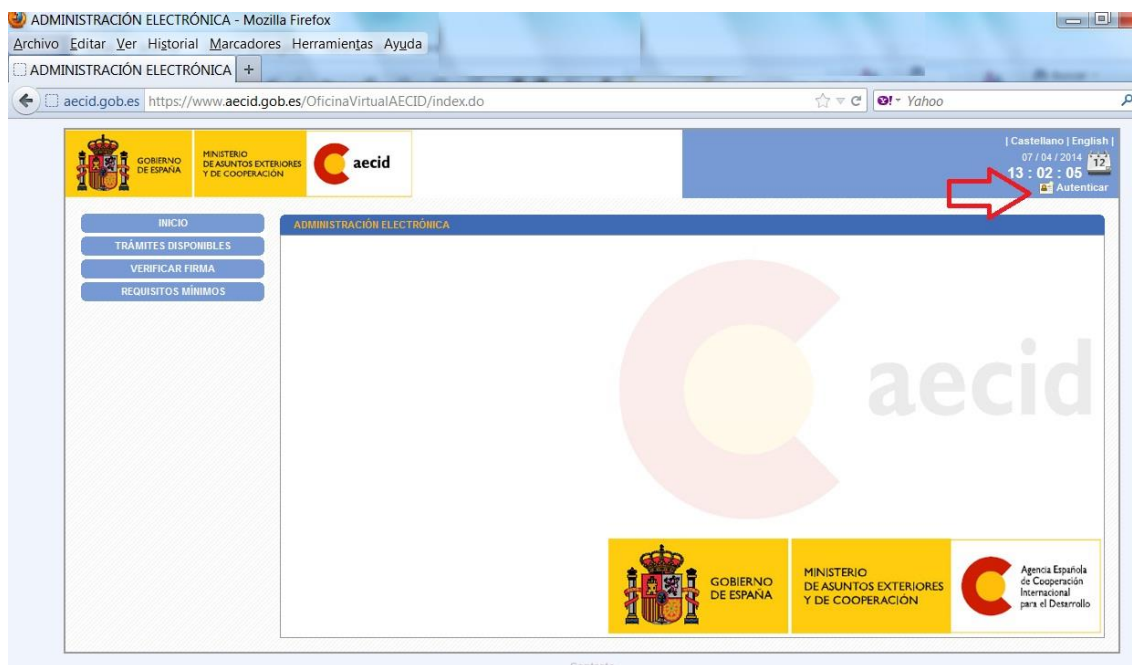 ADMINISTRACIÓN ELECTRÓNICA - Mozilla Firefox
Archivo Editar Ver Historial Marcadores Herramientas Ayuda
ADMINISTRACIÓN ELECTRÓNICA +
aecid.gob.es https://www.aecid.gob.es/OficinaVirtualAECID/index.do Yahoo
| Castellano | English |
07 / 04 / 2014 12
13 : 02 : 05
Autenticar
GOBIERNO
DE ESPAÑA
MINISTERIO
DE ASUNTOS EXTERIORES
Y DE COOPERACIÓN
aecid
INICIO
TRÁMITES DISPONIBLES
VERIFICAR FIRMA
REQUISITOS MÍNIMOS
ADMINISTRACIÓN ELECTRÓNICA
aecid
GOBIERNO
DE ESPAÑA
MINISTERIO
DE ASUNTOS EXTERIORES
Y DE COOPERACIÓN
Agencia Española
de Cooperación
Internacional
para el Desarrollo